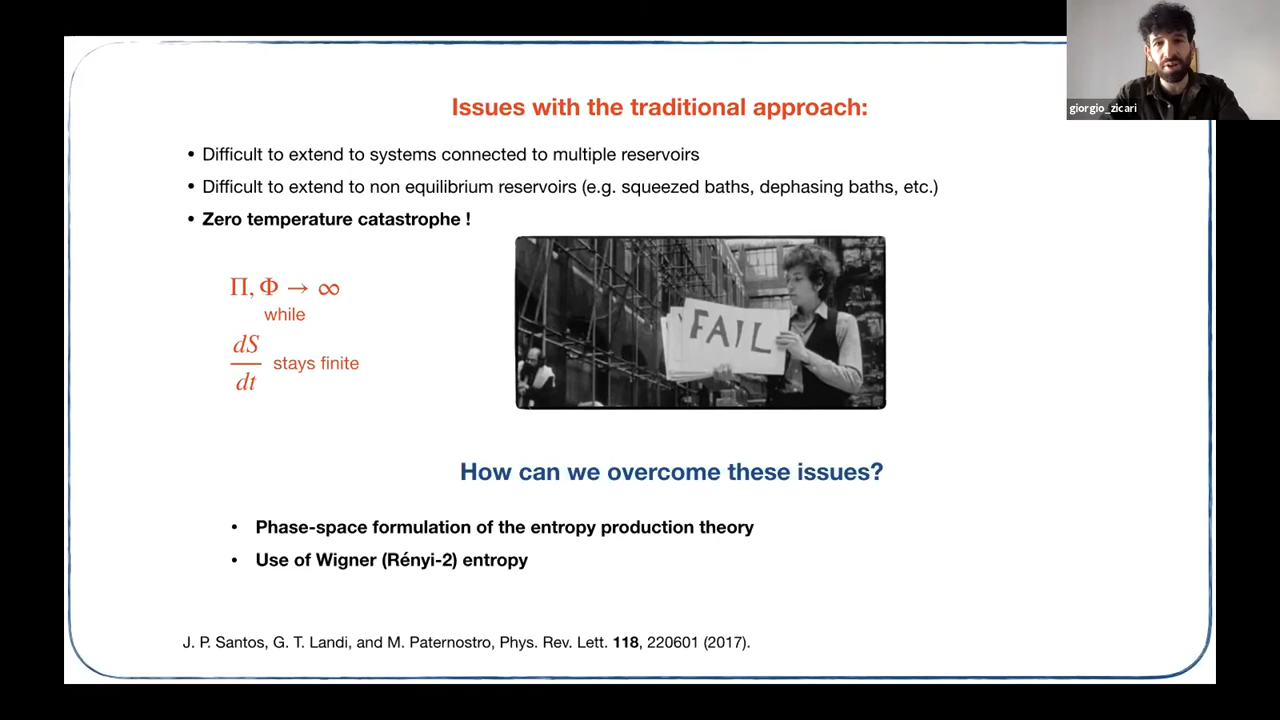 giorgio_zicari
Issues with the traditional approach:
• Difficult to extend to systems connected to multiple reservoirs
• Difficult to extend to non equilibrium reservoirs (e.g. squeezed baths, dephasing baths, etc.)
• Zero temperature catastrophe !
Π, Φ → ∞
while
dS
dt
stays finite
FAIL
How can we overcome these issues?
• Phase-space formulation of the entropy production theory
• Use of Wigner (Rényi-2) entropy
J. P. Santos, G. T. Landi, and M. Paternostro, Phys. Rev. Lett. 118, 220601 (2017).